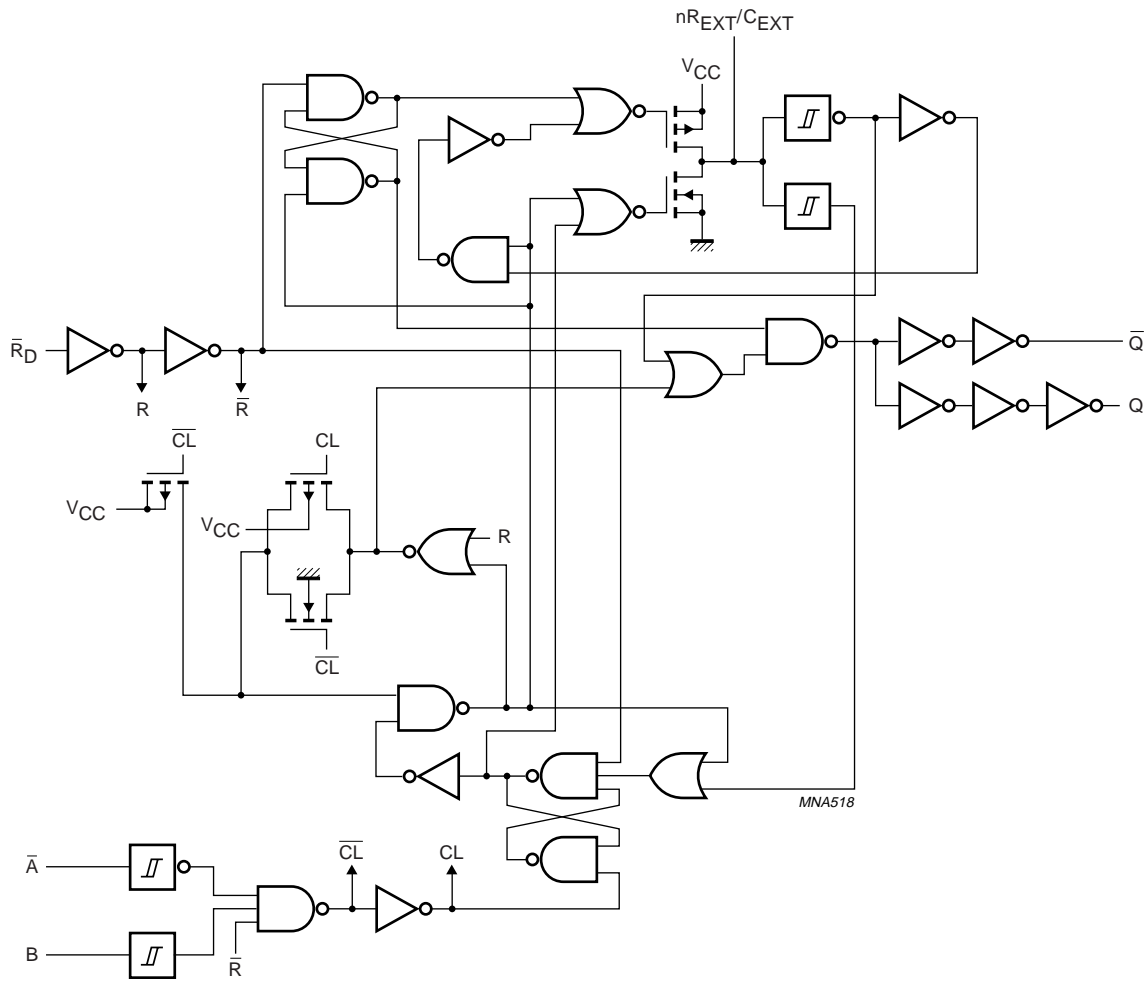 nR_EXT/C_EXT
V_CC
R̅_D
R
R̅
Q̅
Q
C̅L̅
CL
V_CC
V_CC
R
C̅L̅
MNA518
A̅
C̅L̅
CL
B
R̅